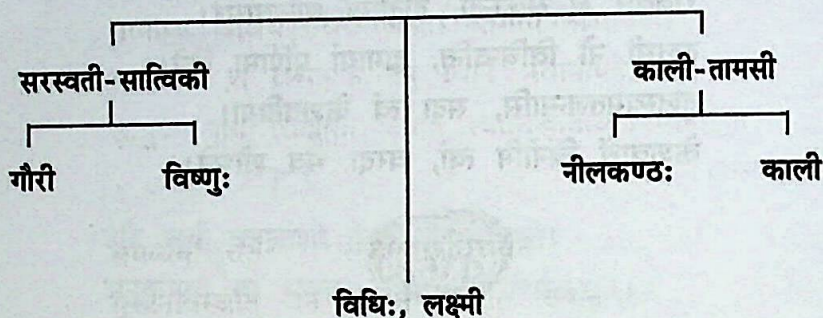 सरस्वती-सात्विकी काली-तामसी
गौरी विष्णुः नीलकण्ठः काली
विधिः, लक्ष्मी